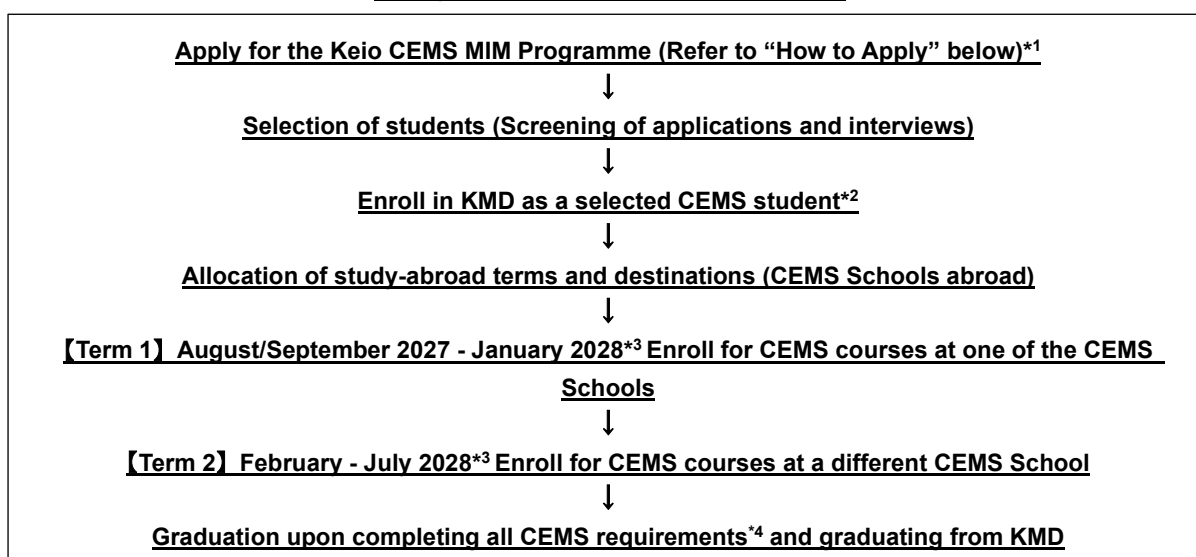 Apply for the Keio CEMS MIM Programme (Refer to “How to Apply” below)*1
↓
Selection of students (Screening of applications and interviews)
↓
Enroll in KMD as a selected CEMS student*2
↓
Allocation of study-abroad terms and destinations (CEMS Schools abroad)
↓
【Term 1】 August/September 2027 - January 2028*3 Enroll for CEMS courses at one of the CEMS
Schools
↓
【Term 2】 February - July 2028*3 Enroll for CEMS courses at a different CEMS School
↓
Graduation upon completing all CEMS requirements*4 and graduating from KMD